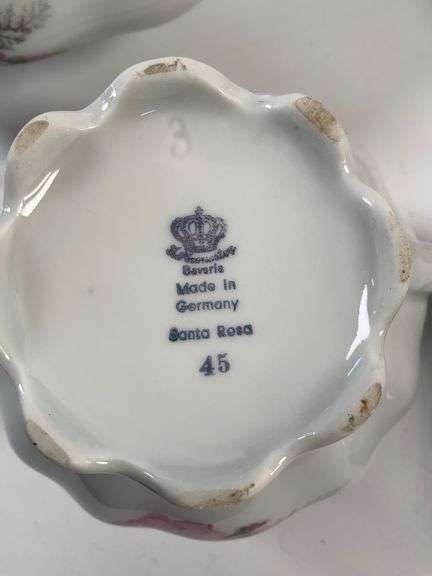 3
Bavaria
Made in
Germany
Santa Rosa
45